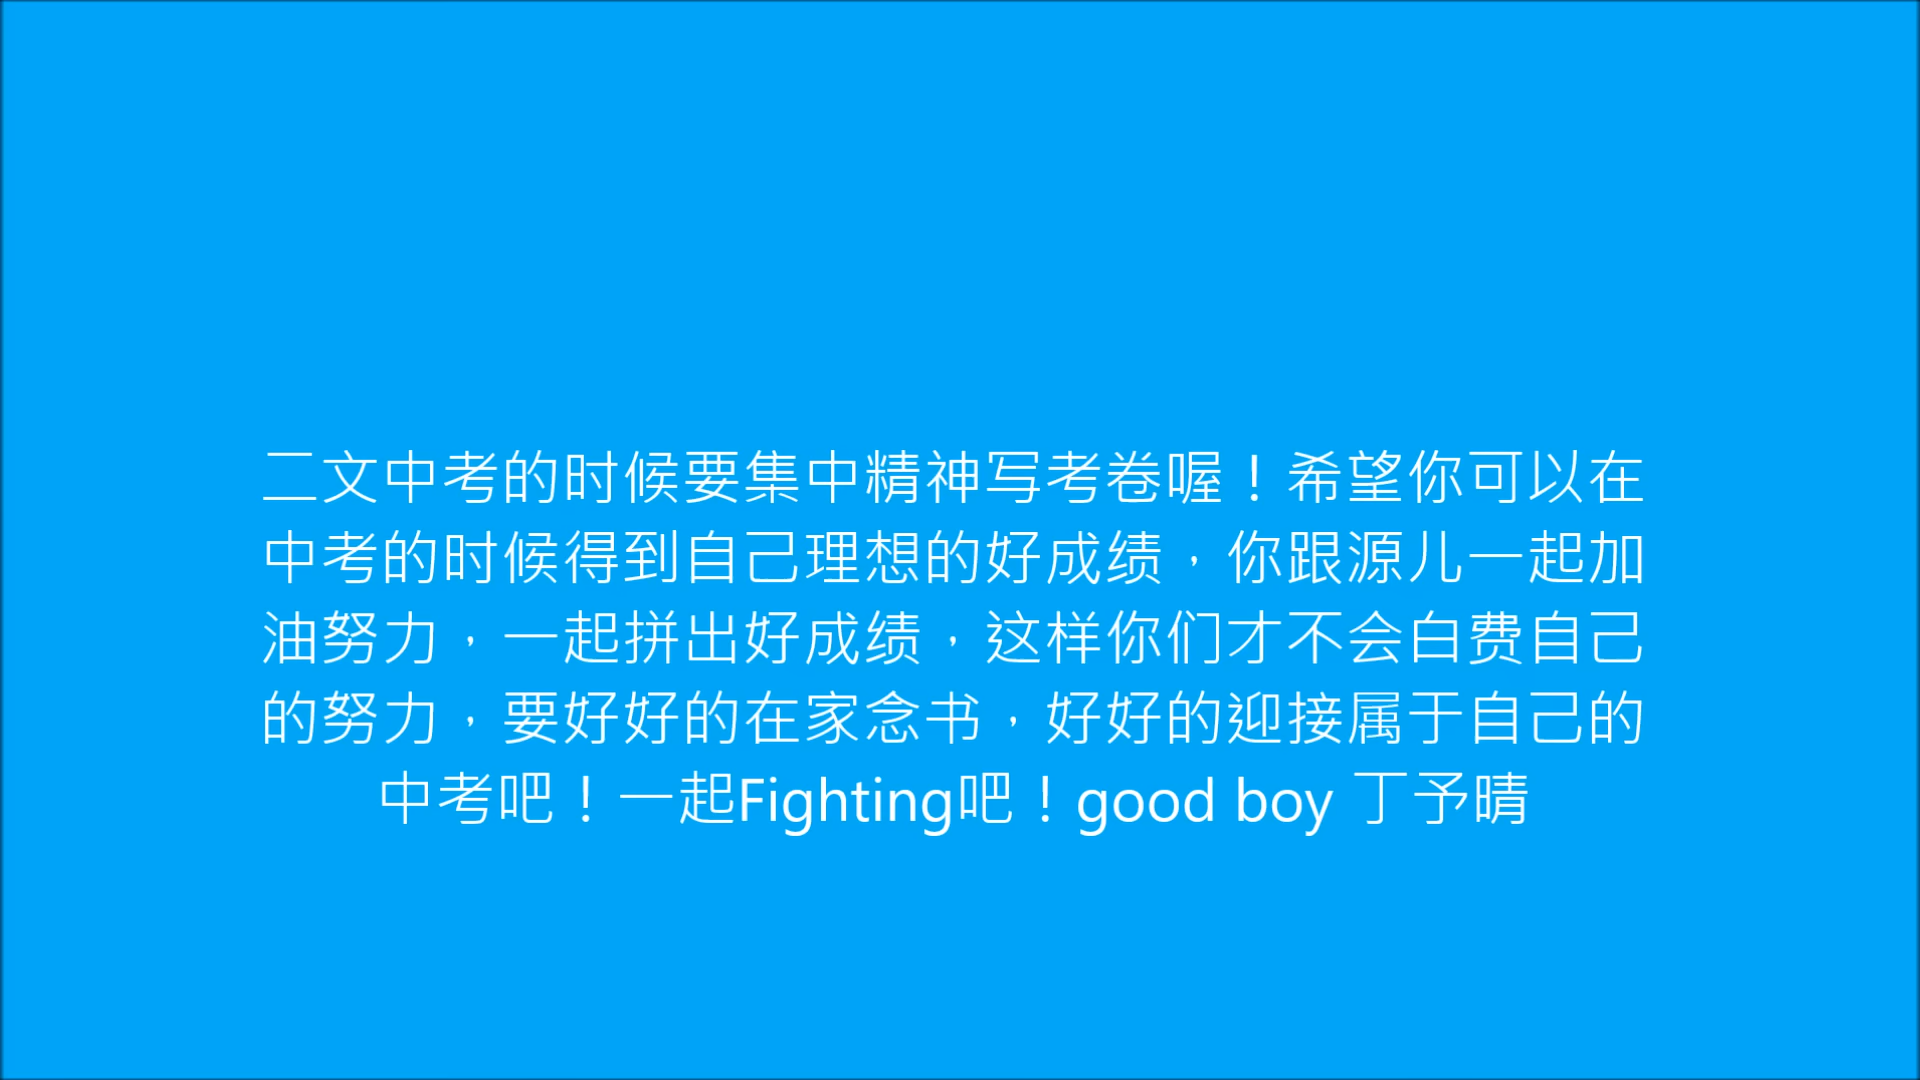 二文中考的时候要集中精神写考卷喔！希望你可以在
中考的时候得到自己理想的好成绩，你跟源儿一起加
油努力，一起拼出好成绩，这样你们才不会白费自己
的努力，要好好的在家念书，好好的迎接属于自己的
中考吧！一起Fighting吧！good boy 丁予晴